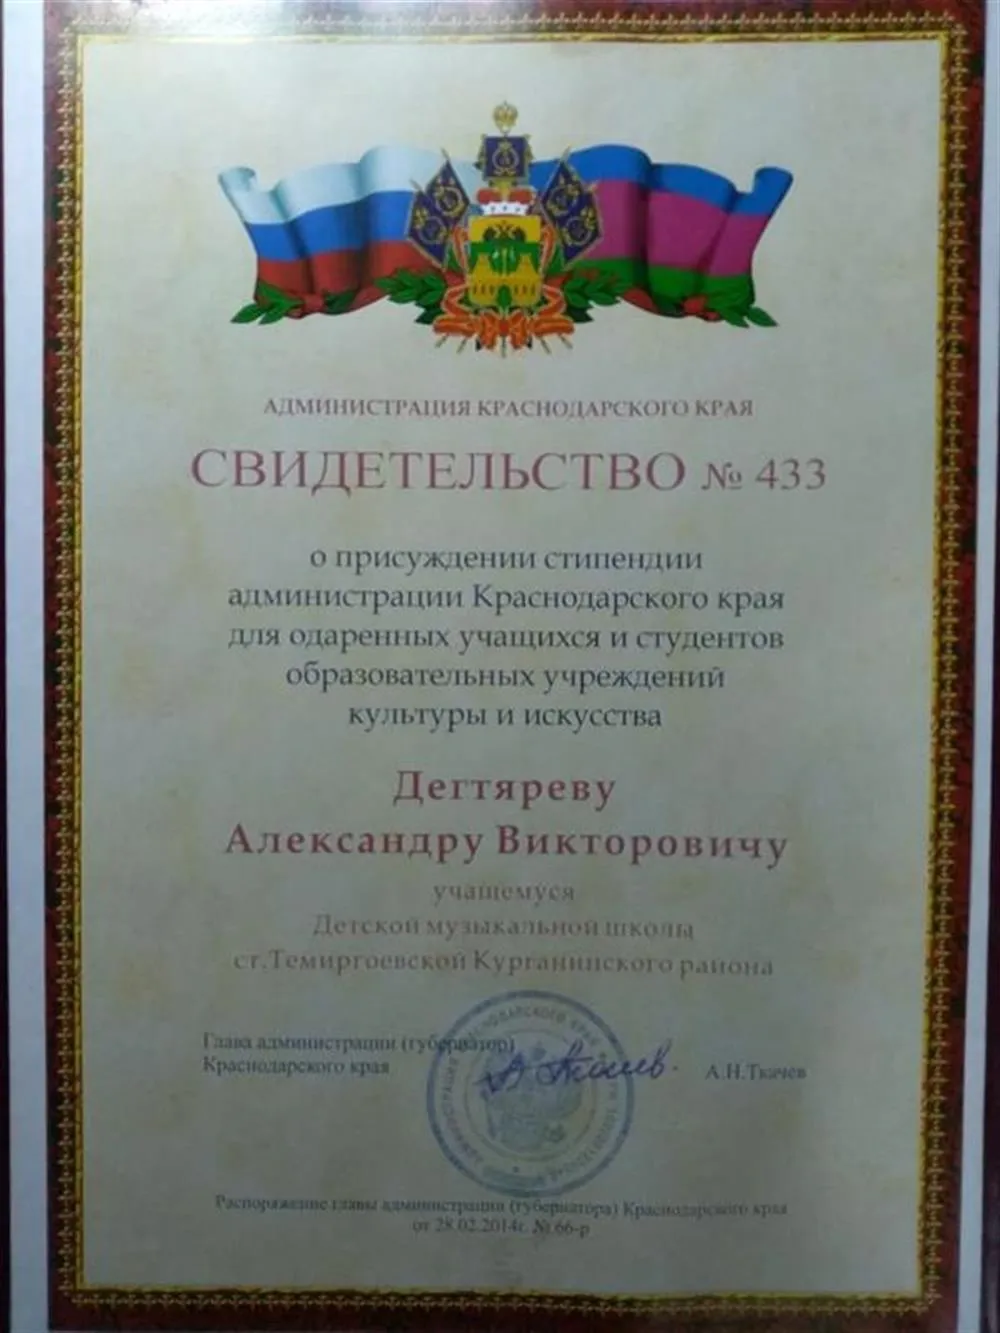 АДМИНИСТРАЦИЯ КРАСНОДАРСКОГО КРАЯ
СВИДЕТЕЛЬСТВО № 433
о присуждении стипендии
администрации Краснодарского края
для одаренных учащихся и студентов
образовательных учреждений
культуры и искусства
Дегтяреву
Александру Викторовичу
учащемуся
Детской музыкальной школы
ст.Темиргоевской Курганинского района
Глава администрации (губернатор)
Краснодарского края
А.Н.Ткачев
Распоряжение главы администрации (губернатора) Краснодарского края
от 28.02.2014г. № 66-р